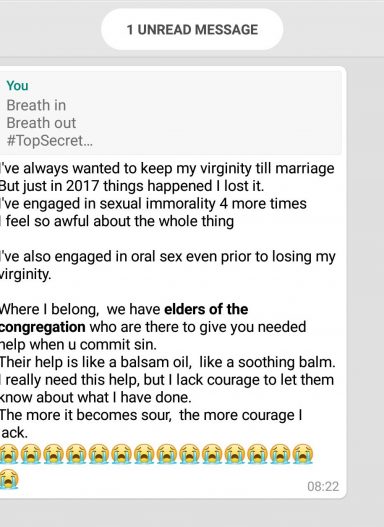 1 UNREAD MESSAGE
You
Breath in
Breath out
#TopSecret...
I've always wanted to keep my virginity till marriage
But just in 2017 things happened I lost it.
I've engaged in sexual immorality 4 more times
I feel so awful about the whole thing
I've also engaged in oral sex even prior to losing my
virginity.
Where I belong, we have elders of the
congregation who are there to give you needed
help when u commit sin.
Their help is like a balsam oil, like a soothing balm.
I really need this help, but I lack courage to let them
know about what I have done.
The more it becomes sour, the more courage I
lack.
😭😭😭😭😭😭😭😭😭😭😭😭😭😭
😭
08:22